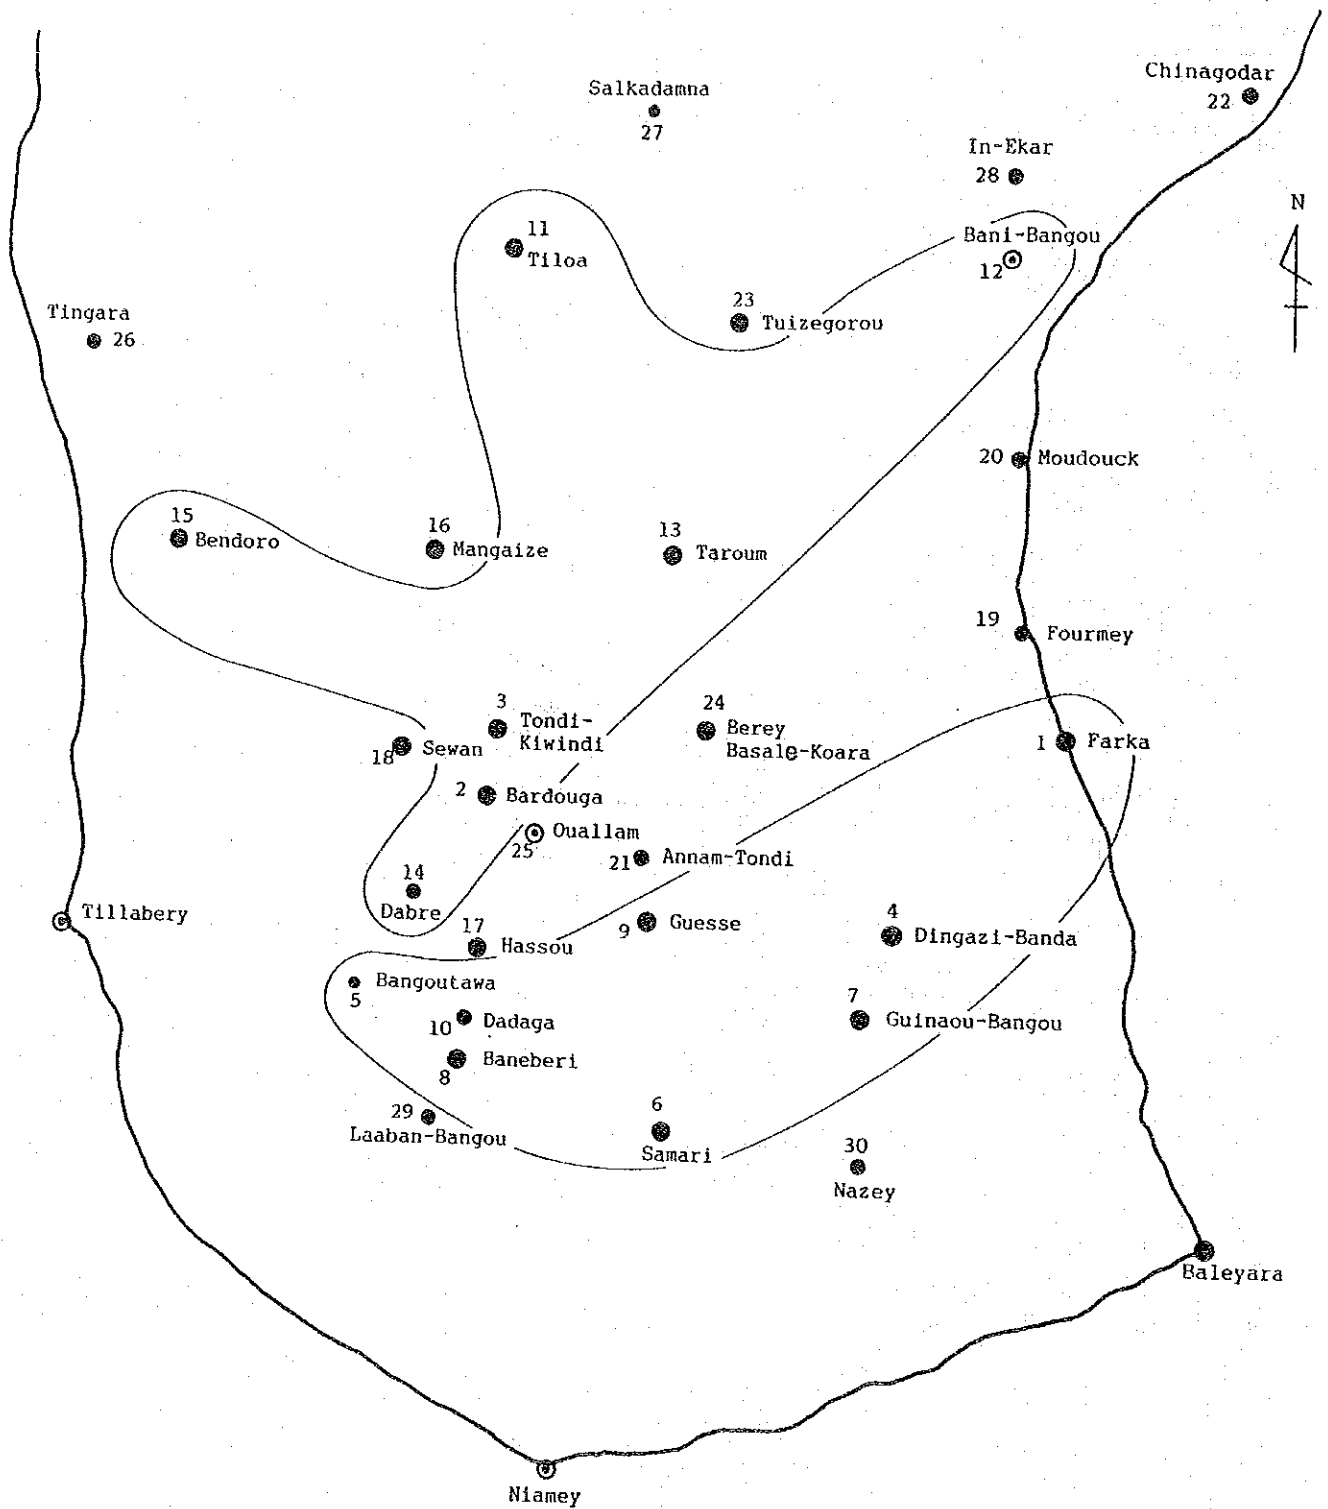 Chinagodar
22
Salkadamna
27
In-Ekar
28
N
Bani-Bangou
12
11
Tiloa
23
Tuizegorou
Tingara
26
20 Moudouck
15
Bendoro
16
Mangaize
13
Taroum
19
Fourmey
3
Tondi-
Kiwindi
24
Berey
Basale-Koara
18
Sewan
1
Farka
2
Bardouga
Ouallam
25
21
Annam-Tondi
14
Dabre
Tillabery
17
Hassou
9
Guesse
4
Dingazi-Banda
Bangoutawa
5
7
Guinaou-Bangou
10
Dadaga
Baneberi
8
29
Laaban-Bangou
6
Samari
30
Nazey
Baleyara
Niamey